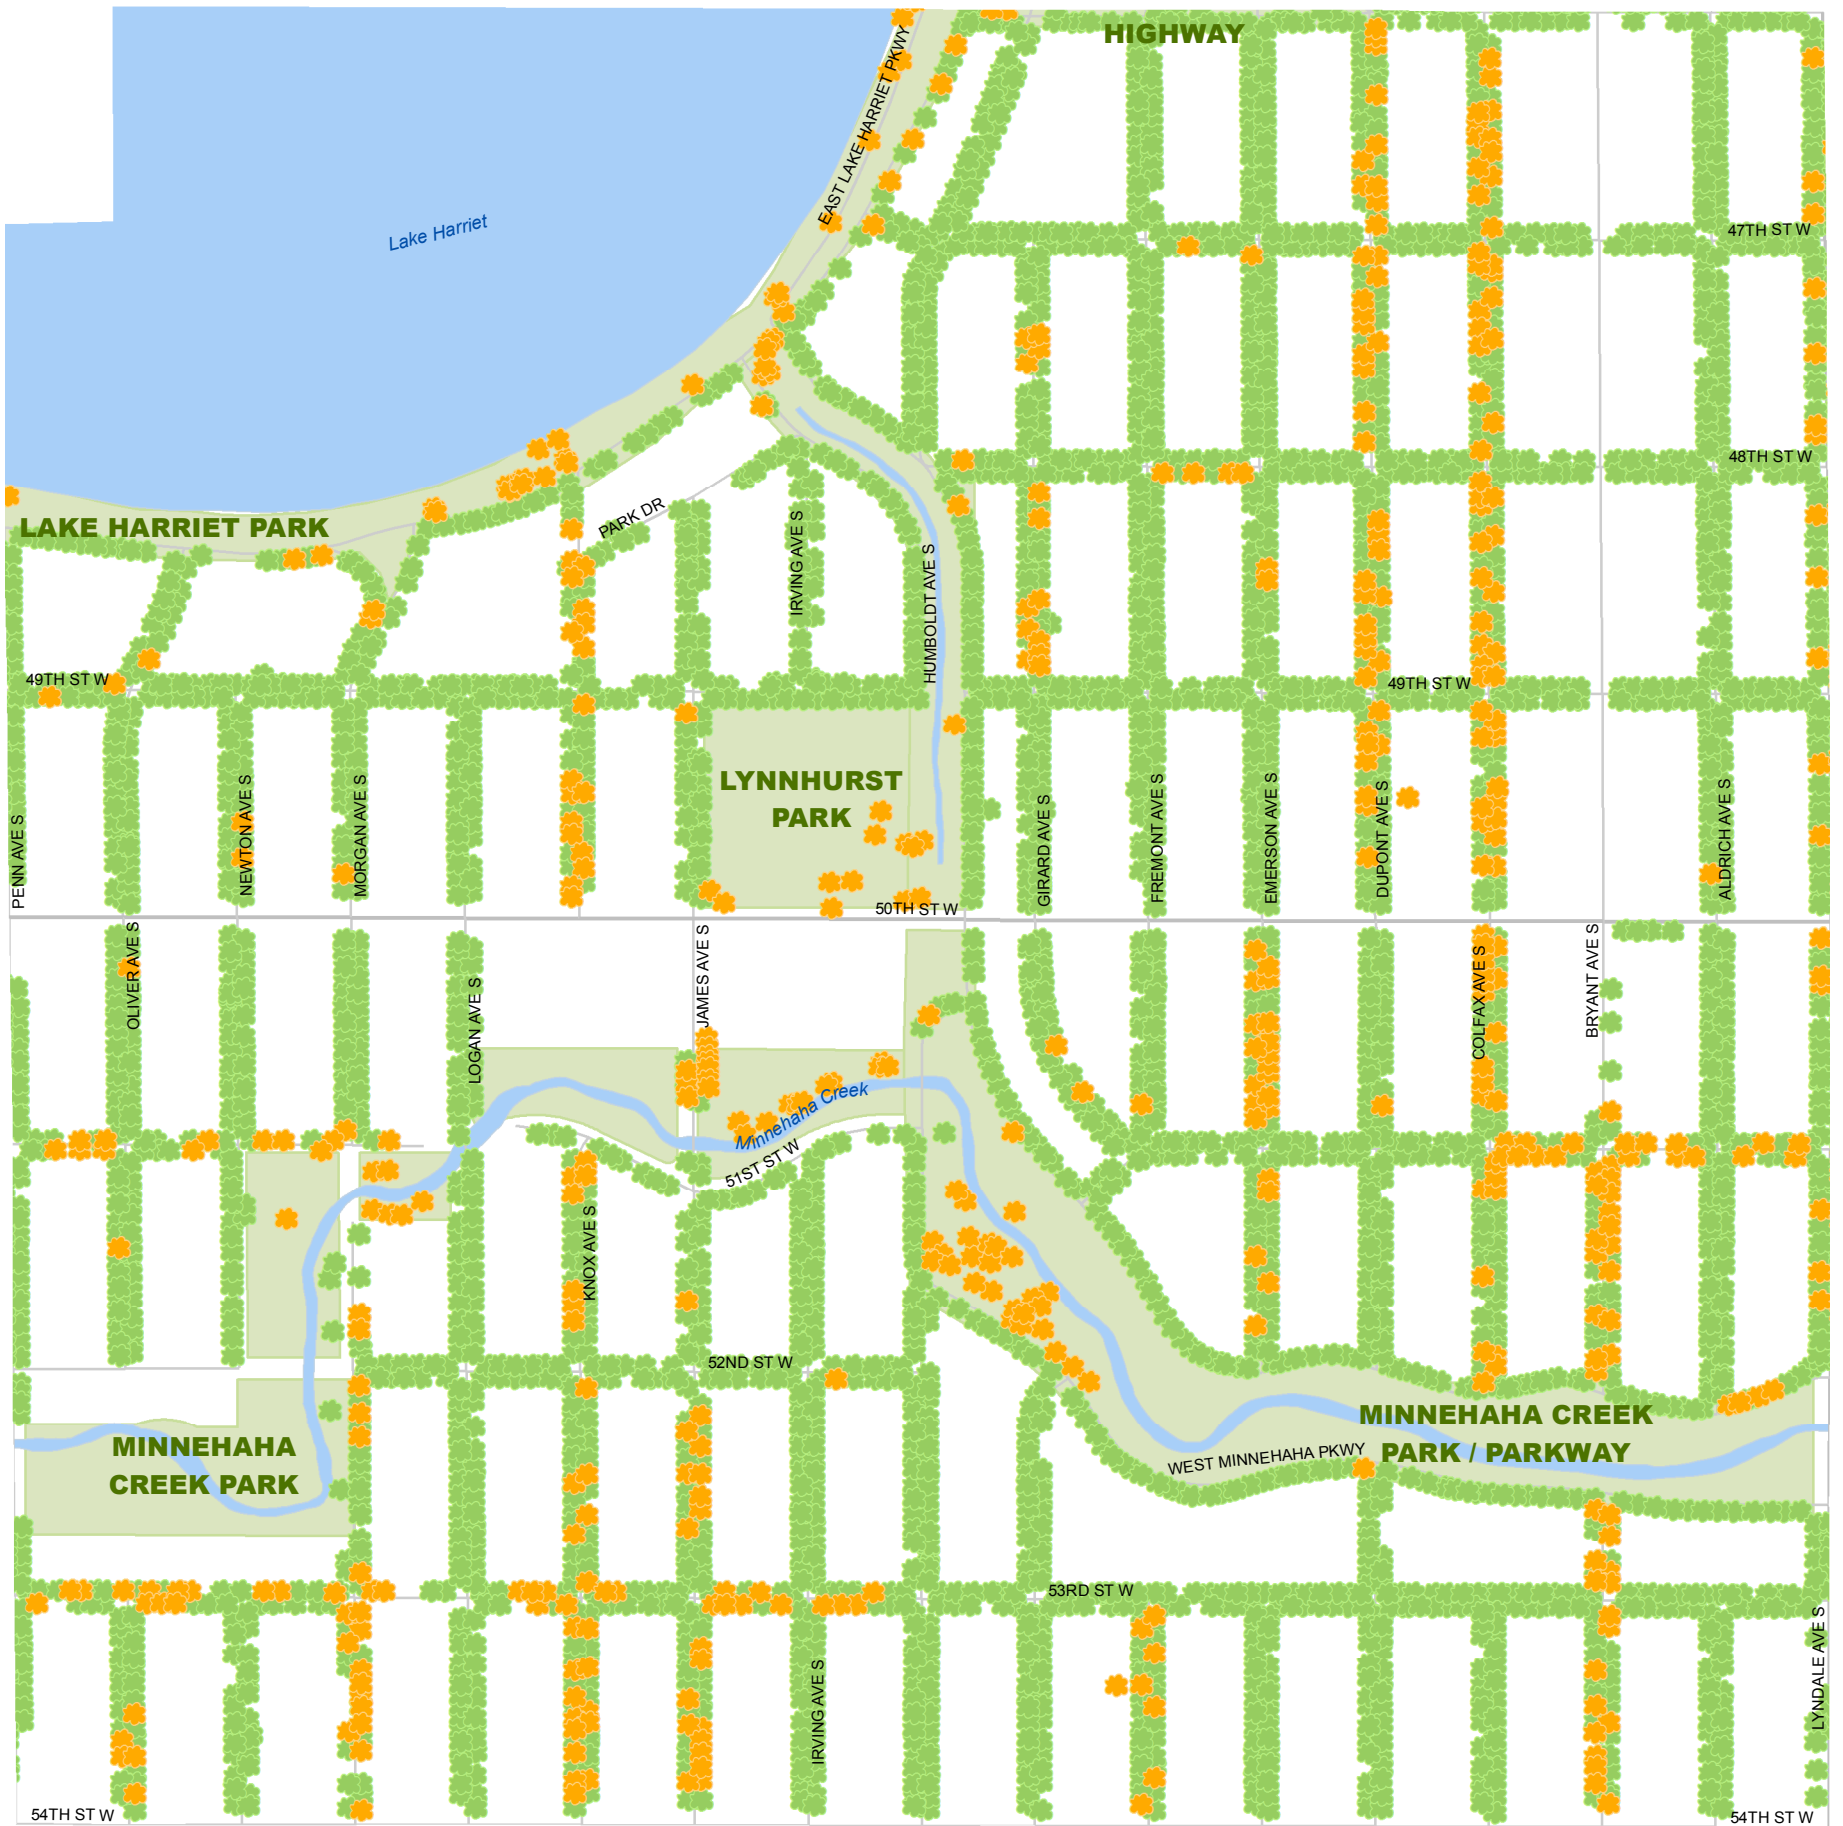 HIGHWAY
EAST LAKE HARRIET PKWY
Lake Harriet
47TH ST W
48TH ST W
LAKE HARRIET PARK
PARK DR
IRVING AVE S
HUMBOLDT AVE S
49TH ST W
49TH ST W
LYNNHURST
PARK
PENN AVE S
NEWTON AVE S
MORGAN AVE S
GIRARD AVE S
FREMONT AVE S
EMERSON AVE S
DUPONT AVE S
ALDRICH AVE S
50TH ST W
OLIVER AVE S
LOGAN AVE S
JAMES AVE S
COLFAX AVE S
BRYANT AVE S
Minnehaha Creek
51ST ST W
KNOX AVE S
52ND ST W
MINNEHAHA
CREEK PARK
MINNEHAHA CREEK
PARK / PARKWAY
WEST MINNEHAHA PKWY
53RD ST W
IRVING AVE S
LYNDALE AVE S
54TH ST W
54TH ST W